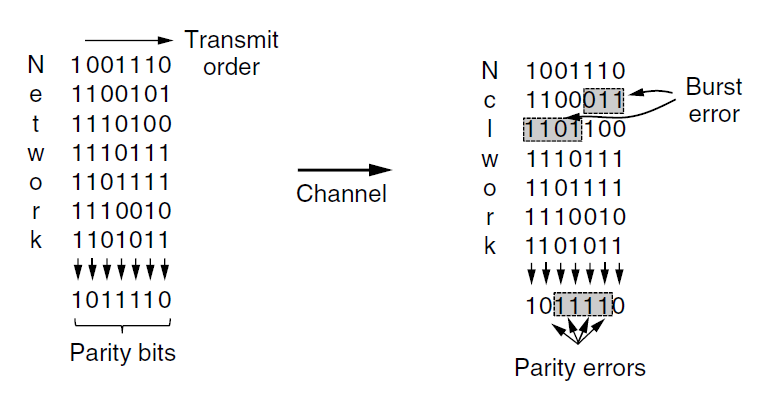 Transmit
order
N 1001110
e 1100101
t 1110100
w 1110111
o 1101111
r 1110010
k 1101011
1011110
Parity bits
Channel
N 1001110
c 1100011
l 1101100
w 1110111
o 1101111
r 1110010
k 1101011
1011110
Parity errors
Burst
error